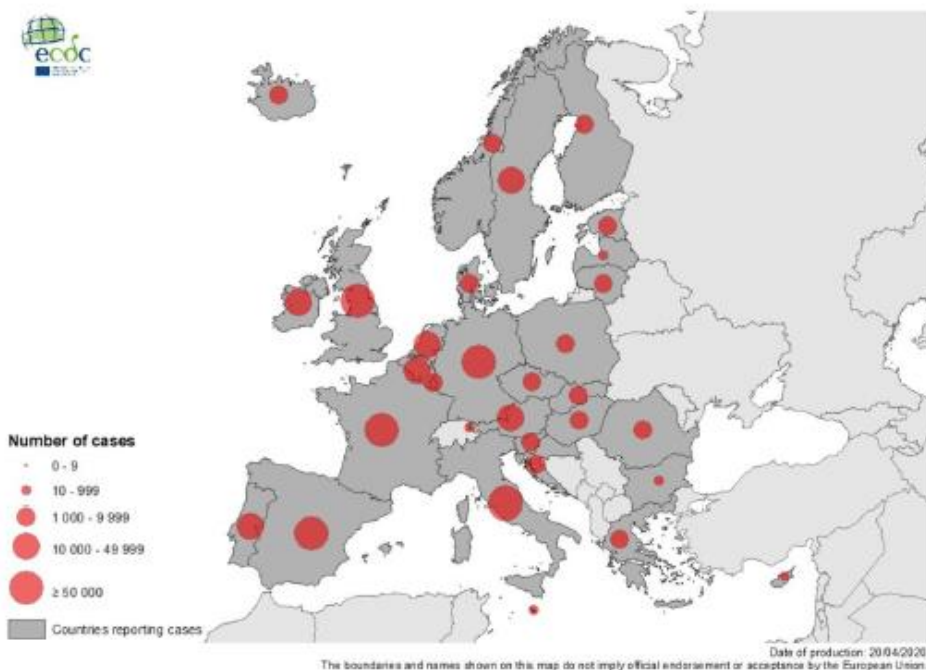 ecdc
Number of cases
0 - 9
10 - 999
1 000 - 9 999
10 000 - 49 999
≥ 50 000
Countries reporting cases
Date of production: 20/04/2020
The boundaries and names shown on this map do not imply official endorsement or acceptance by the European Union